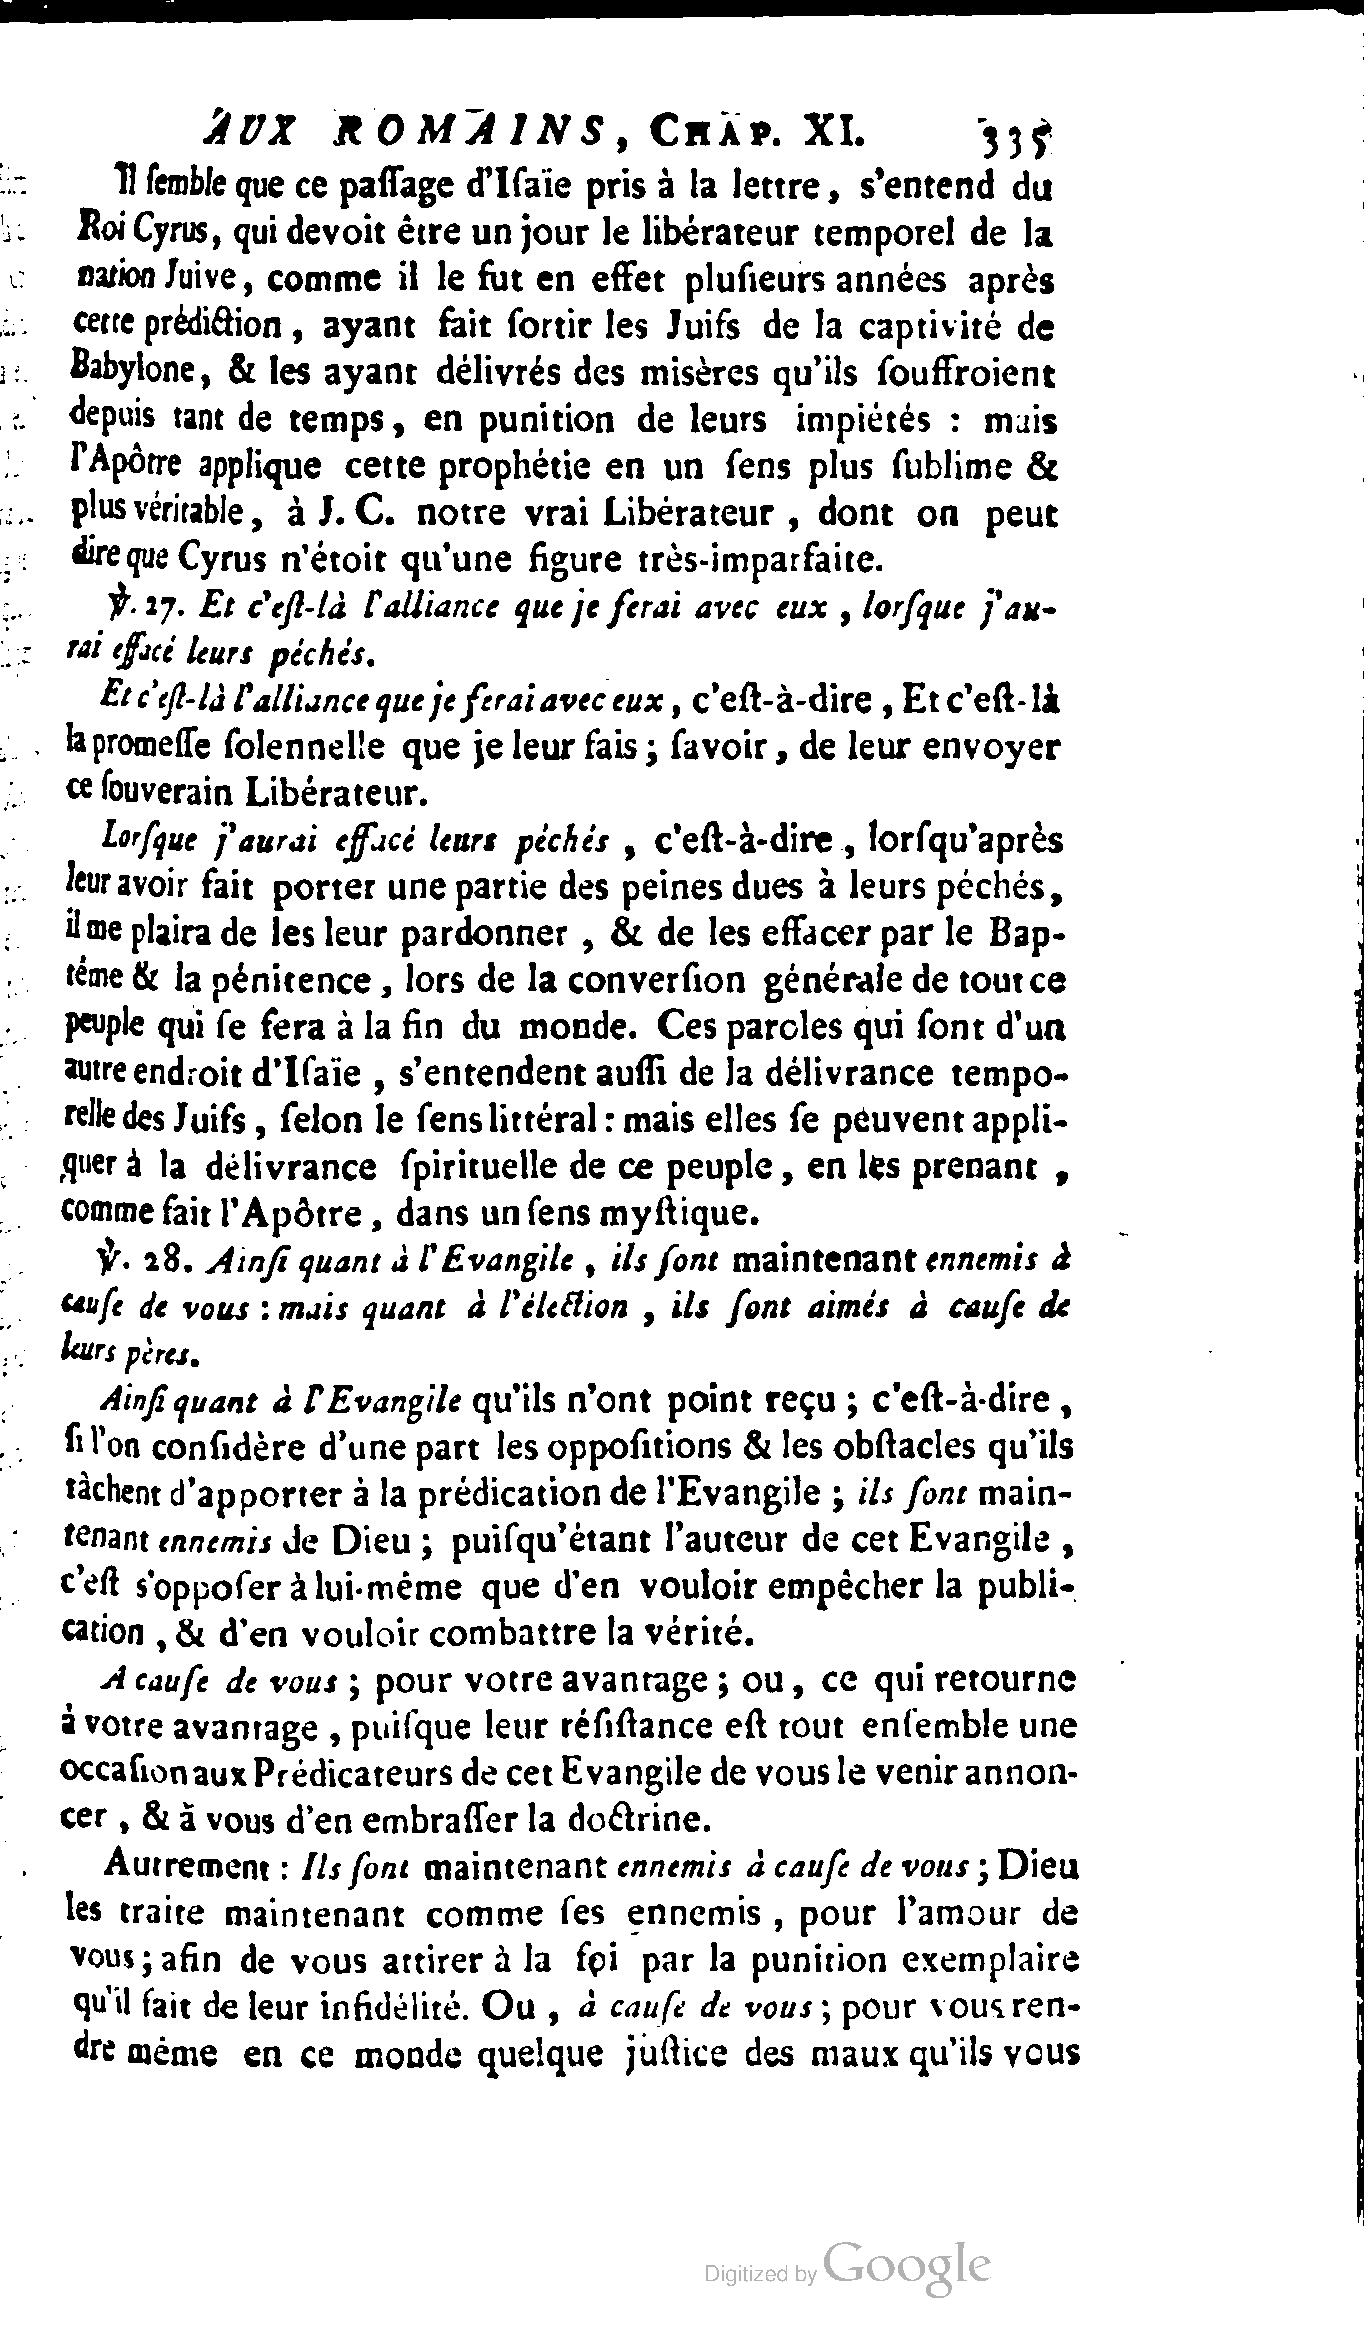 AUX ROMAINS, CHAP. XI. 335
Il ſemble que ce paſſage d'Iſaïe pris à la lettre, s'entend du
Roi Cyrus, qui devoit être un jour le libérateur temporel de la
nation Juive, comme il le fut en effet pluſieurs années après
cette prédiction, ayant fait ſortir les Juifs de la captivité de
Babylone, & les ayant délivrés des misères qu'ils ſouffroient
depuis tant de temps, en punition de leurs impiétés : mais
l'Apôtre applique cette prophétie en un ſens plus ſublime &
plus véritable, à J. C. notre vrai Libérateur, dont on peut
dire que Cyrus n'étoit qu'une figure très-imparfaite.
℣. 27. Et c'eſt-là l'alliance que je ferai avec eux, lorſque j'au-
rai effacé leurs péchés.
Et c'eſt-là l'alliance que je ferai avec eux, c'eſt-à-dire, Et c'eſt-là
la promeſſe ſolennelle que je leur fais ; ſavoir, de leur envoyer
ce ſouverain Libérateur.
Lorſque j'aurai effacé leurs péchés, c'eſt-à-dire, lorſqu'après
leur avoir fait porter une partie des peines dues à leurs péchés,
il me plaira de les leur pardonner, & de les effacer par le Bap-
tême & la pénitence, lors de la converſion générale de tout ce
peuple qui ſe fera à la fin du monde. Ces paroles qui ſont d'un
autre endroit d'Iſaïe, s'entendent auſſi de la délivrance tempo-
relle des Juifs, ſelon le ſens littéral : mais elles ſe peuvent appli-
quer à la délivrance ſpirituelle de ce peuple, en les prenant,
comme fait l'Apôtre, dans un ſens myſtique.
℣. 28. Ainſi quant à l'Evangile, ils ſont maintenant ennemis à
cauſe de vous : mais quant à l'élection, ils ſont aimés à cauſe de
leurs pères.
Ainſi quant à l'Evangile qu'ils n'ont point reçu ; c'eſt-à-dire,
ſi l'on conſidère d'une part les oppoſitions & les obſtacles qu'ils
tâchent d'apporter à la prédication de l'Evangile ; ils ſont main-
tenant ennemis de Dieu ; puiſqu'étant l'auteur de cet Evangile,
c'eſt s'oppoſer à lui-même que d'en vouloir empêcher la publi-
cation, & d'en vouloir combattre la vérité.
A cauſe de vous ; pour votre avantage ; ou, ce qui retourne
à votre avantage, puiſque leur réſiſtance eſt tout enſemble une
occaſion aux Prédicateurs de cet Evangile de vous le venir annon-
cer, & à vous d'en embraſſer la doctrine.
Autrement : Ils ſont maintenant ennemis à cauſe de vous ; Dieu
les traite maintenant comme ſes ennemis, pour l'amour de
vous ; afin de vous attirer à la foi par la punition exemplaire
qu'il fait de leur infidélité. Ou, à cauſe de vous ; pour vous ren-
dre même en ce monde quelque juſtice des maux qu'ils vous
Digitized by Google